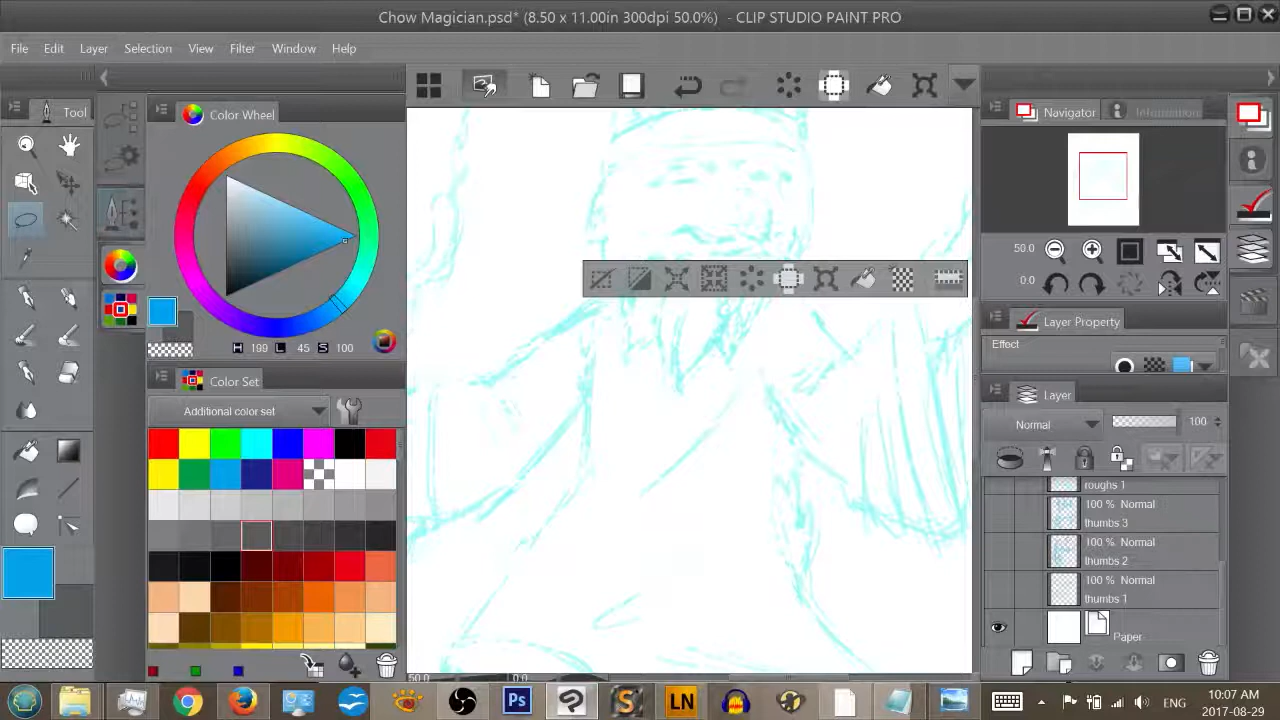 Chow Magician.psd* (8.50 x 11.00in 300dpi 50.0%) - CLIP STUDIO PAINT PRO
File Edit Layer Selection View Filter Window Help
Tool
Color Wheel
H 199 L 45 S 100
Color Set
Additional color set
50.0 0.0
Navigator Information
50.0
0.0
Layer Property
Effect
Layer
Normal 100
roughs 1
100 % Normal
thumbs 3
100 % Normal
thumbs 2
100 % Normal
thumbs 1
Paper
Ps
S
LN
ENG
10:07 AM
2017-08-29